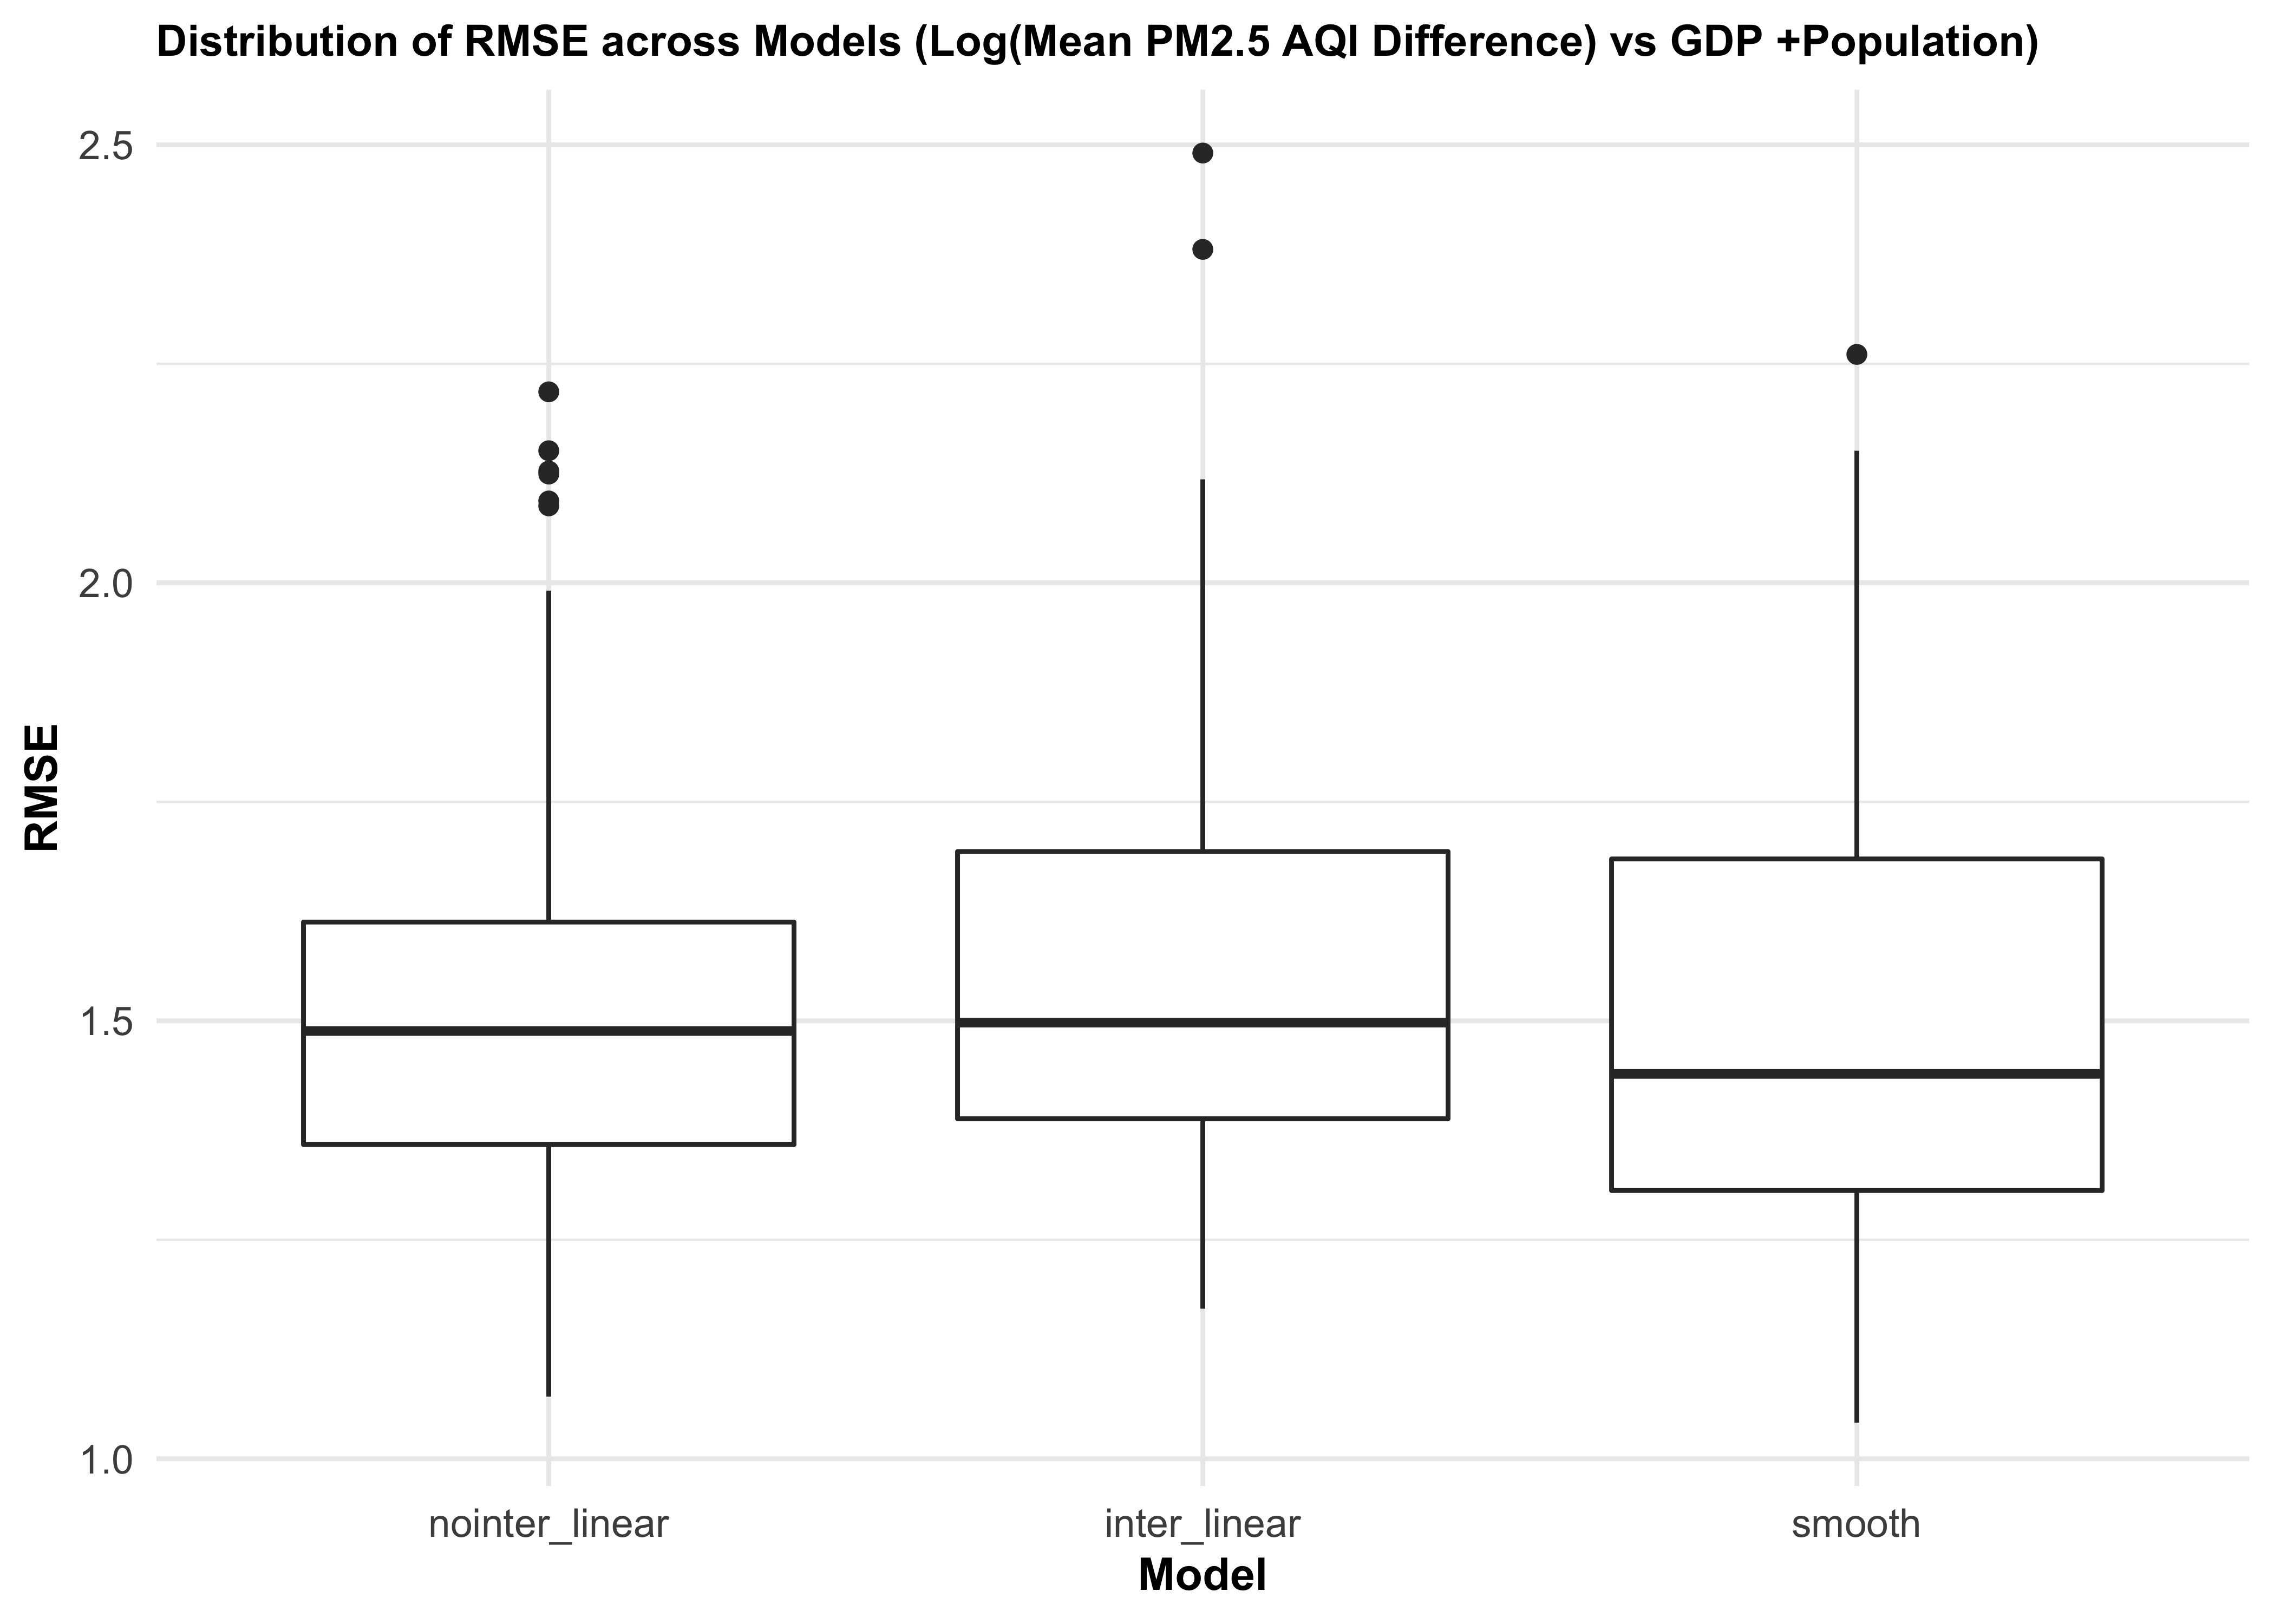 Distribution of RMSE across Models (Log(Mean PM2.5 AQI Difference) vs GDP +Population)
2.5
2.0
1.5
1.0
RMSE
nointer_linear
inter_linear
smooth
Model